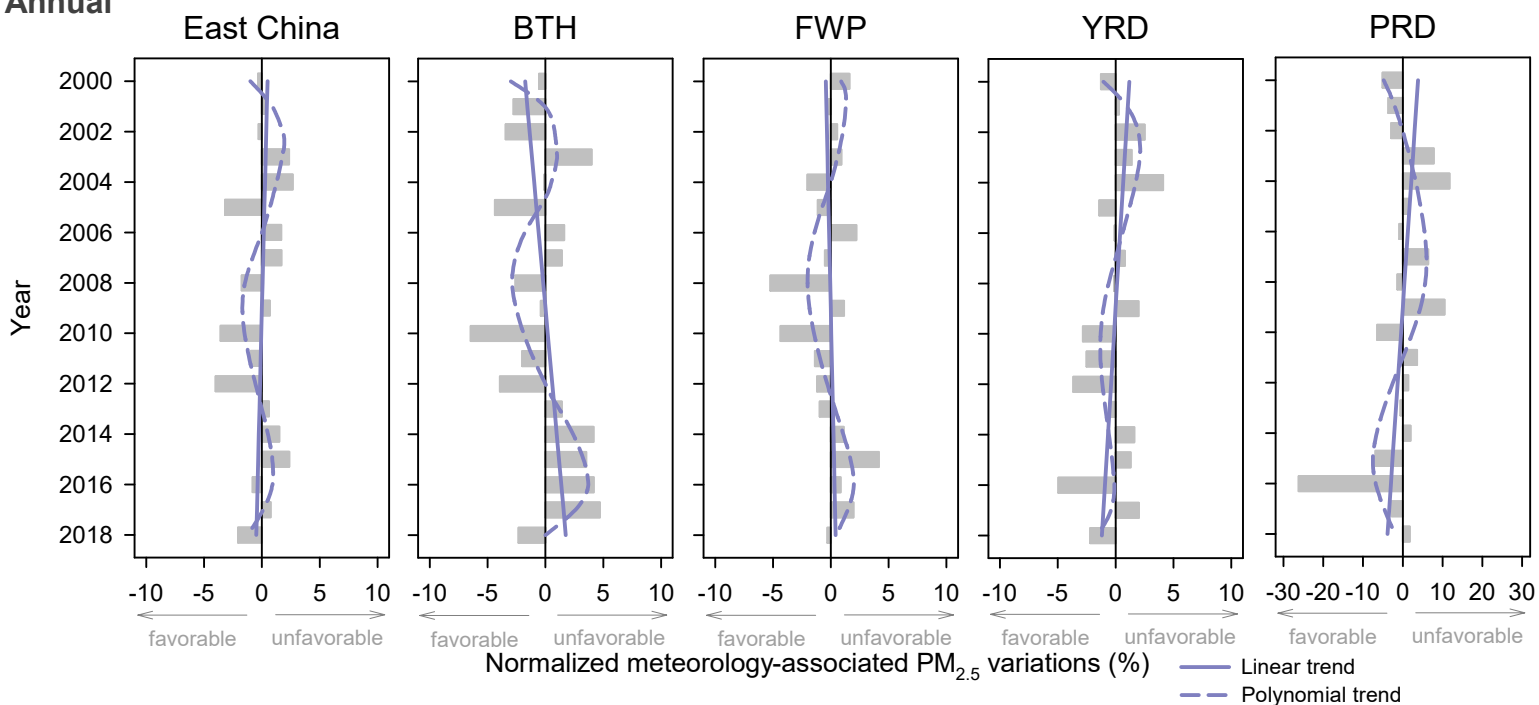 Annual
East China BTH FWP YRD PRD
Year
2000
2002
2004
2006
2008
2010
2012
2014
2016
2018
-10 -5 0 5 10 -10 -5 0 5 10 -10 -5 0 5 10 -10 -5 0 5 10 -30 -20 -10 0 10 20 30
favorable unfavorable favorable unfavorable favorable unfavorable favorable unfavorable favorable unfavorable
Normalized meteorology-associated PM2.5 variations (%)
Linear trend
Polynomial trend